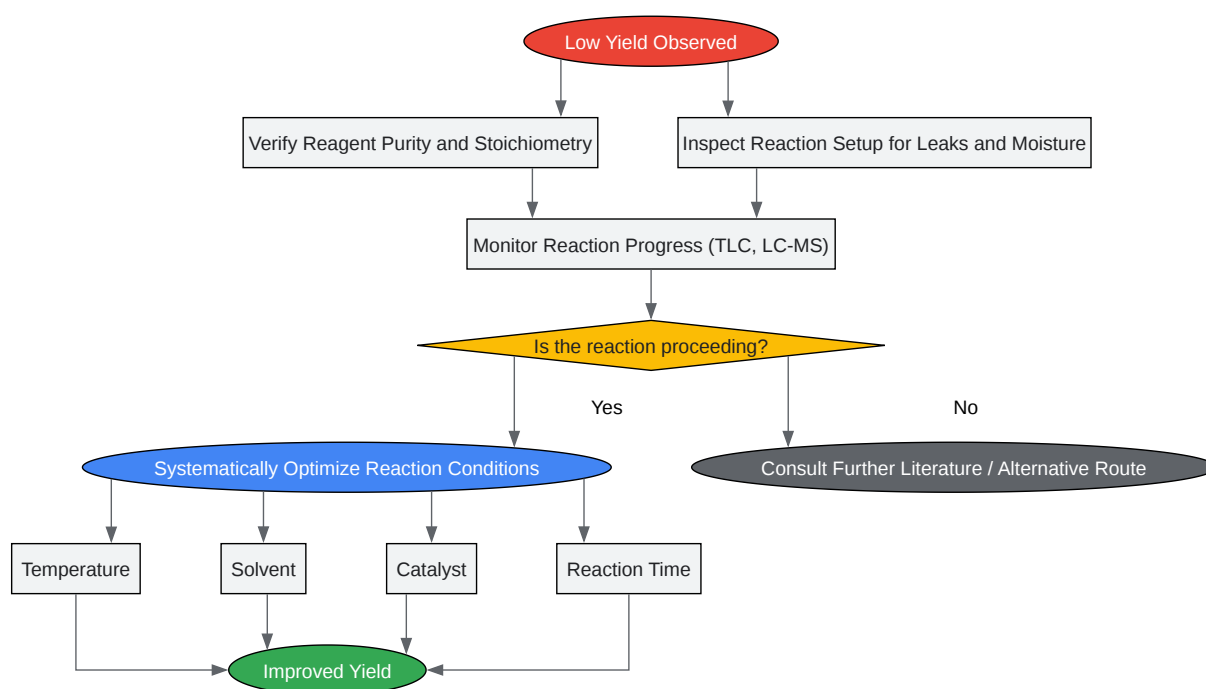 Low Yield Observed
Verify Reagent Purity and Stoichiometry
Inspect Reaction Setup for Leaks and Moisture
Monitor Reaction Progress (TLC, LC-MS)
Is the reaction proceeding?
Yes
No
Systematically Optimize Reaction Conditions
Consult Further Literature / Alternative Route
Temperature
Solvent
Catalyst
Reaction Time
Improved Yield